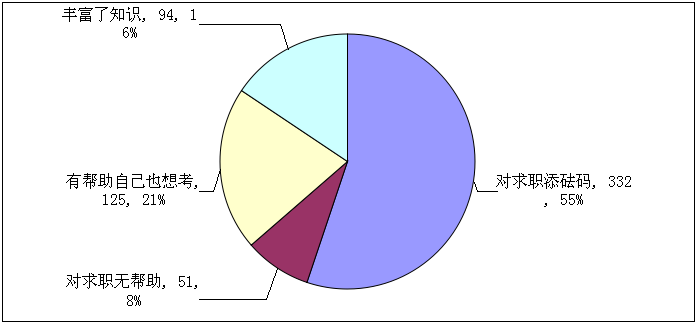 丰富了知识, 94, 1
6%
有帮助自己也想考,
125, 21%
对求职添砝码, 332
, 55%
对求职无帮助, 51,
8%